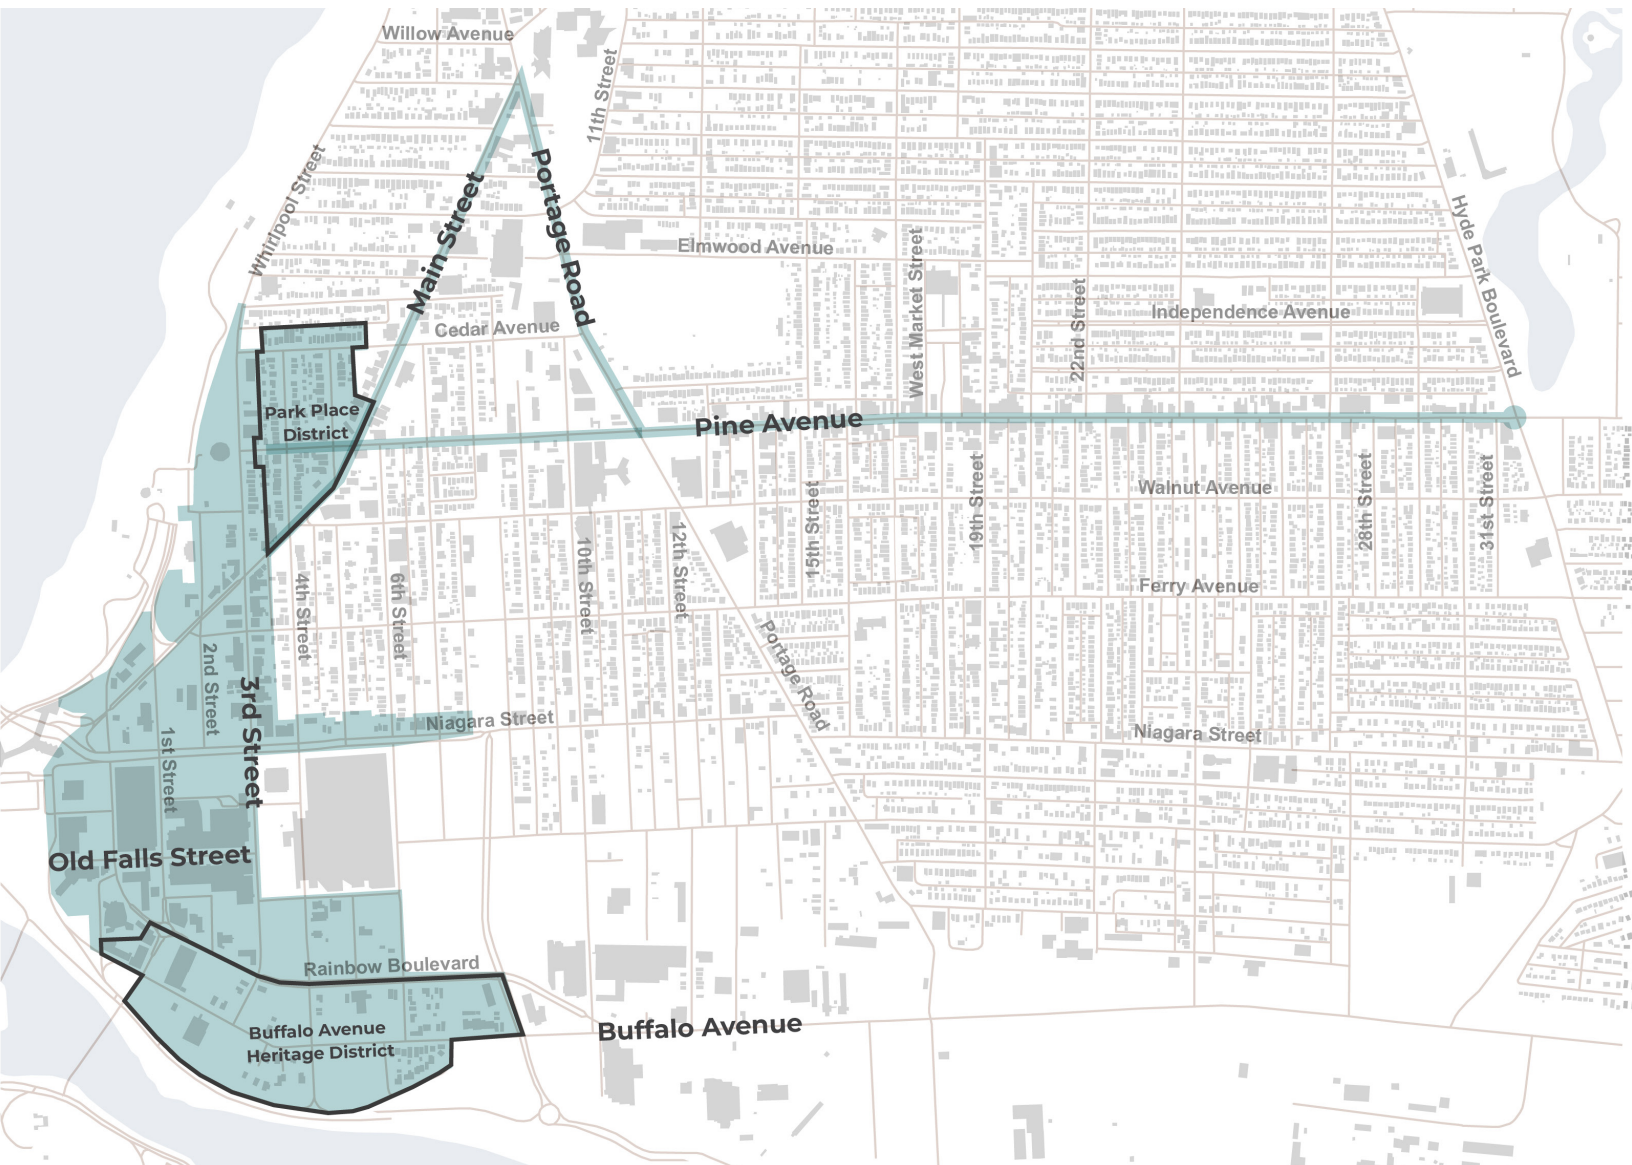 Willow Avenue
11th Street
Whirlpool Street
Main Street
Portage Road
Elmwood Avenue
West Market Street
Hyde Park Boulevard
22nd Street
Independence Avenue
Cedar Avenue
Park Place
District
Pine Avenue
Walnut Avenue
15th Street
19th Street
28th Street
31st Street
12th Street
10th Street
4th Street
6th Street
Ferry Avenue
2nd Street
3rd Street
Portage Road
Niagara Street
Niagara Street
1st Street
Old Falls Street
Rainbow Boulevard
Buffalo Avenue
Heritage District
Buffalo Avenue